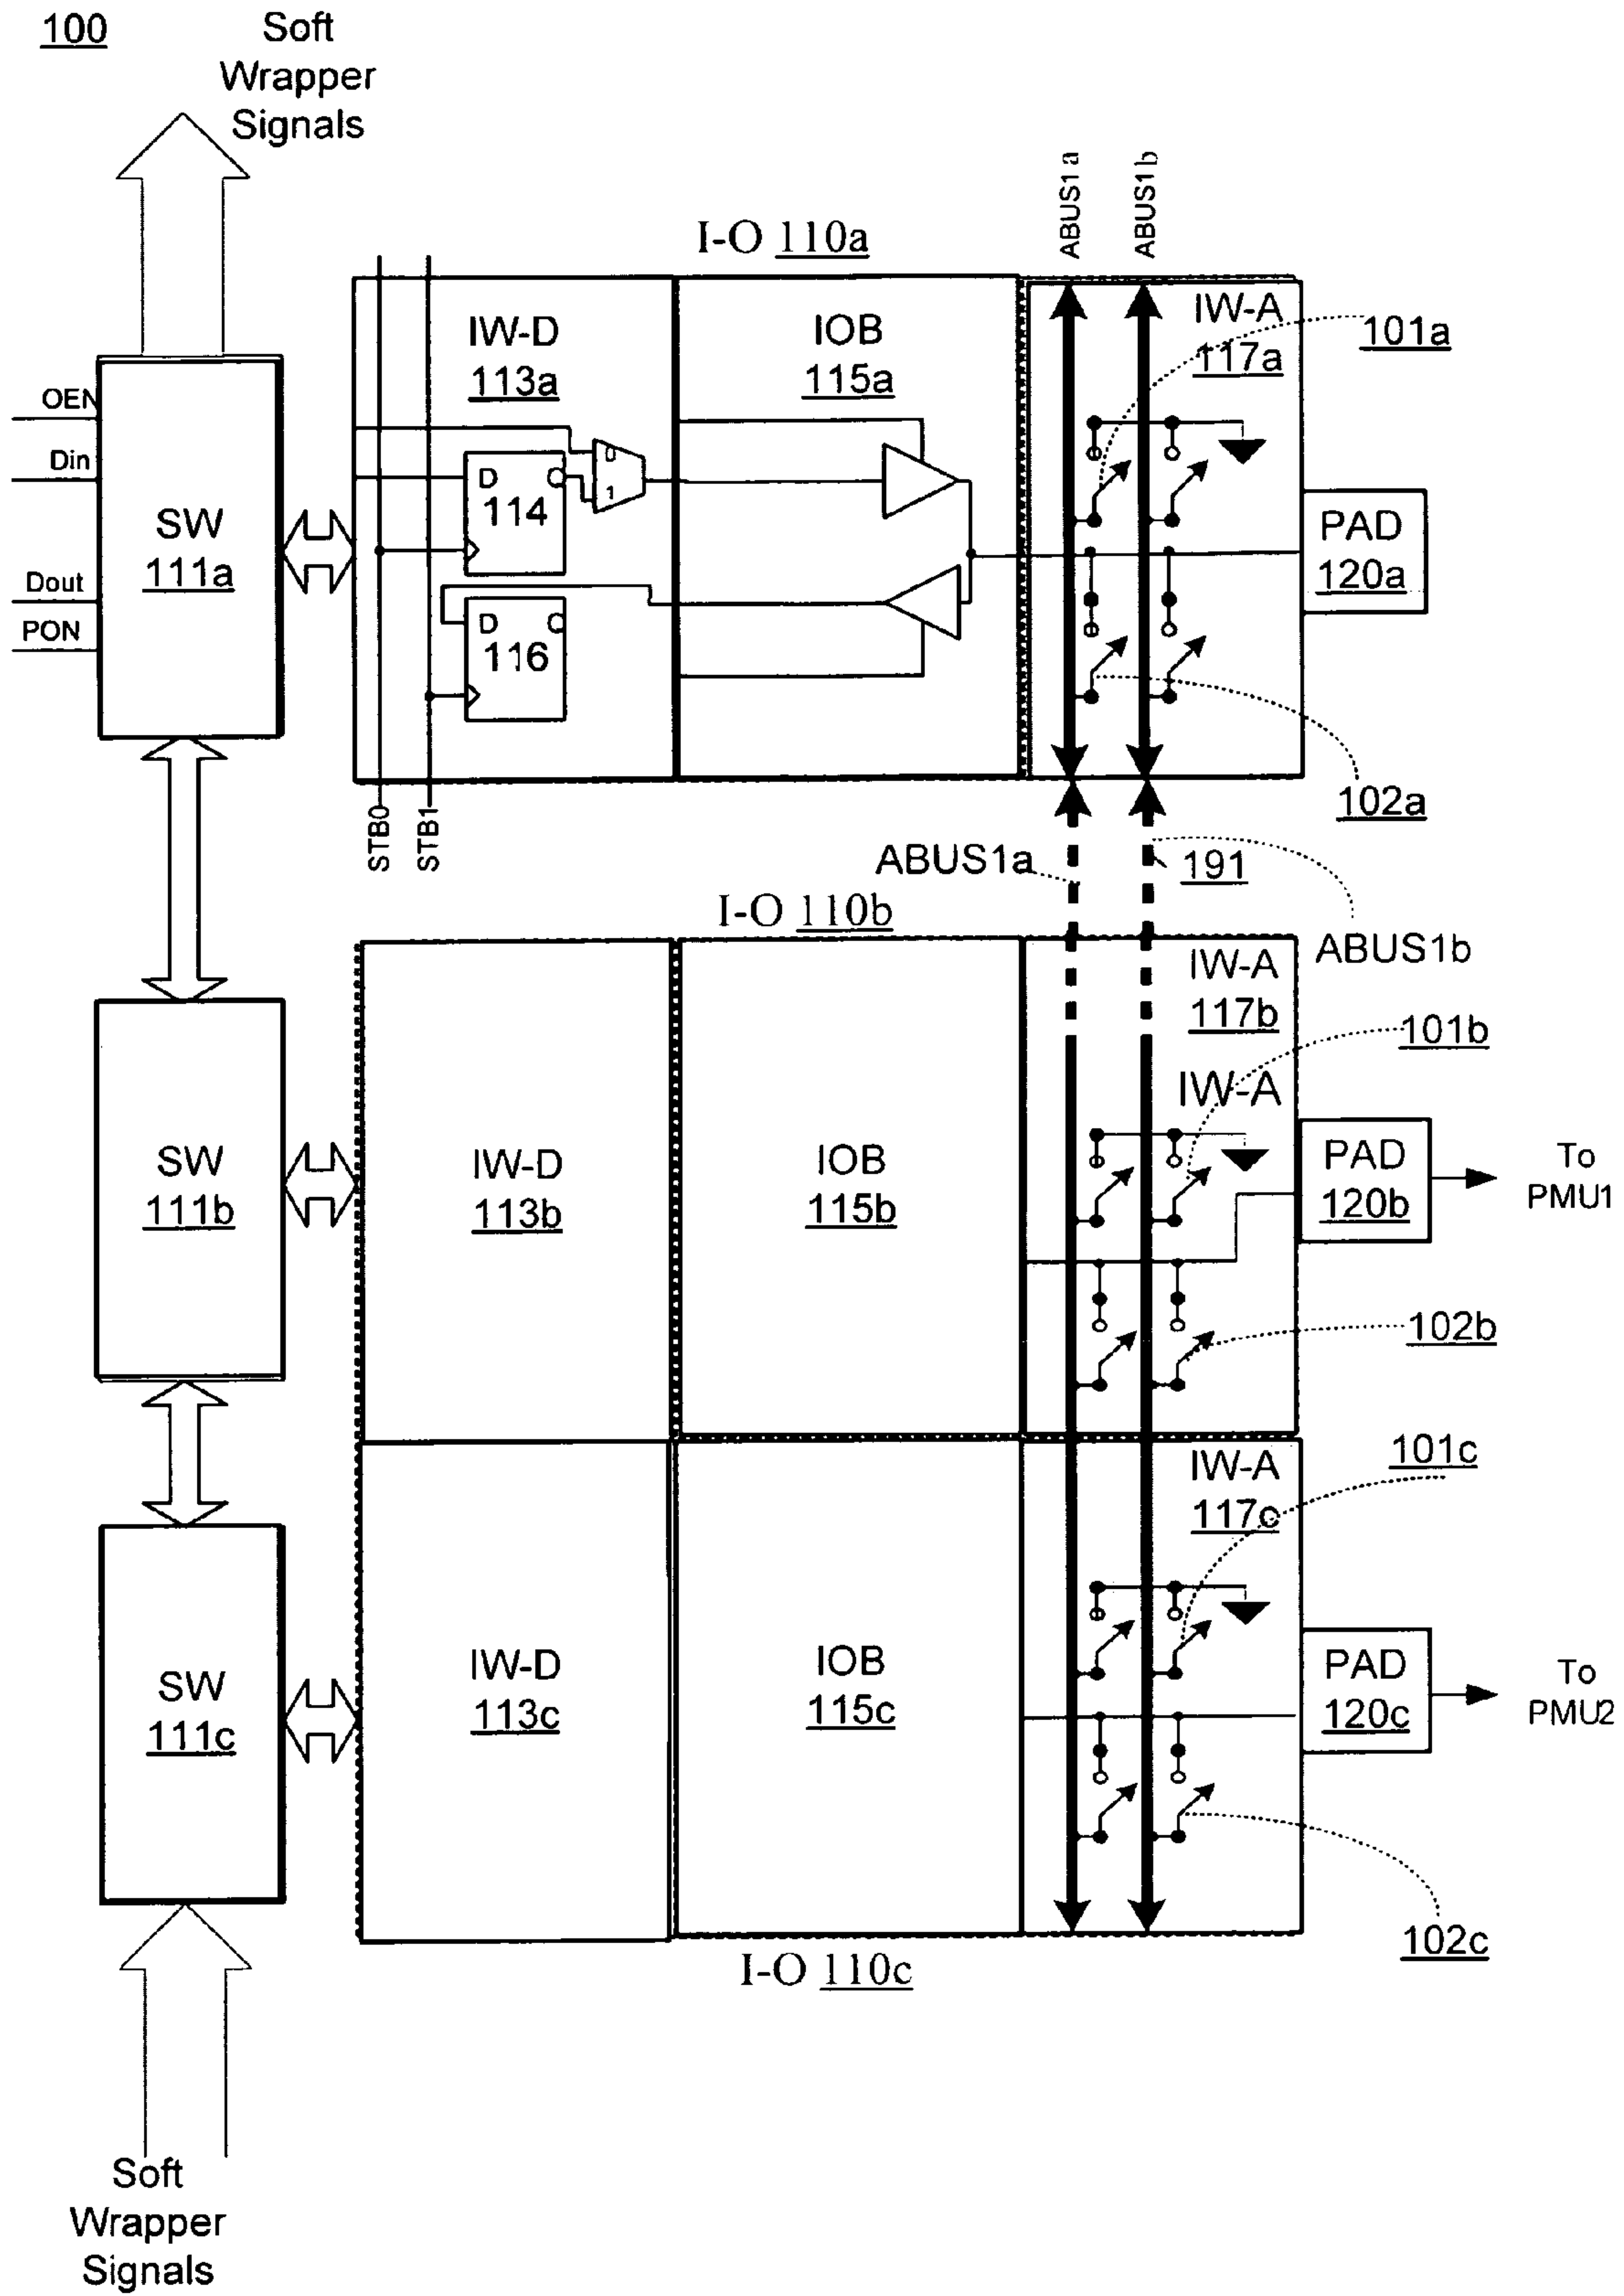 100
Soft
Wrapper
Signals
ABUS1a
ABUS1b
I-O 110a
IW-D
113a
IOB
115a
IW-A
117a
101a
OEN
Din
SW
111a
Dout
PON
D
114
0
1
D
116
PAD
120a
102a
STB0
STB1
ABUS1a
191
ABUS1b
I-O 110b
IW-A
117b
101b
IW-A
SW
111b
IW-D
113b
IOB
115b
PAD
120b
To
PMU1
102b
101c
IW-A
117c
SW
111c
IW-D
113c
IOB
115c
PAD
120c
To
PMU2
102c
I-O 110c
Soft
Wrapper
Signals